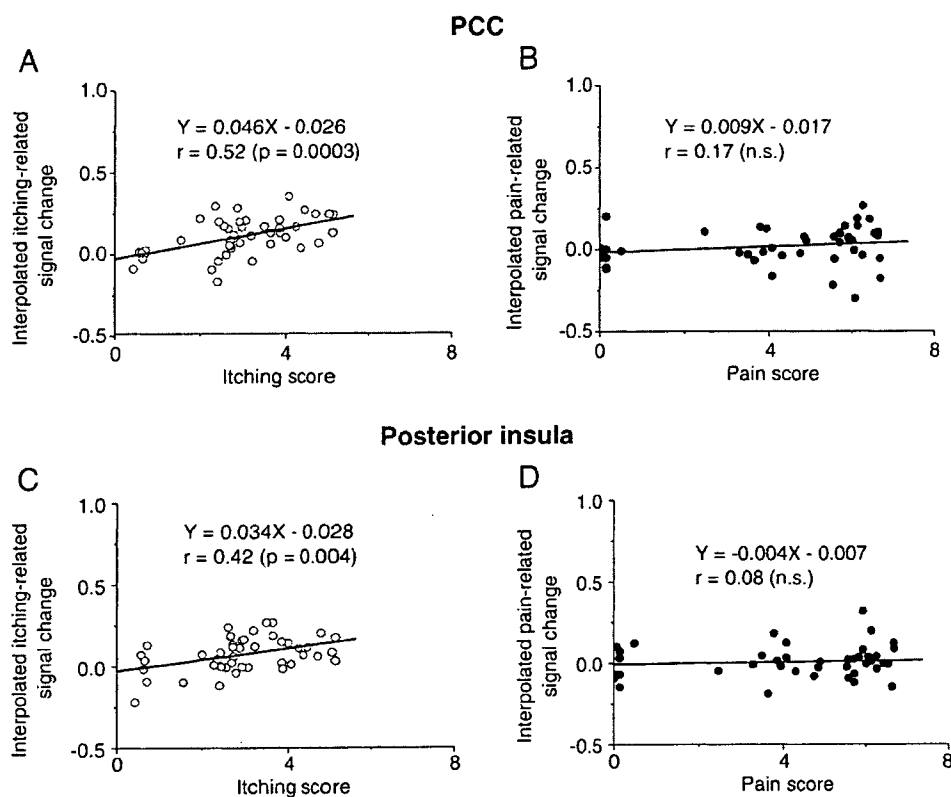 PCC
A
Interpolated itching-related
signal change
1.0
0.5
0.0
-0.5
Y = 0.046X - 0.026
r = 0.52 (p = 0.0003)
0
4
8
Itching score
B
Interpolated pain-related
signal change
1.0
0.5
0.0
-0.5
Y = 0.009X - 0.017
r = 0.17 (n.s.)
0
4
8
Pain score
Posterior insula
C
Interpolated itching-related
signal change
1.0
0.5
0.0
-0.5
Y = 0.034X - 0.028
r = 0.42 (p = 0.004)
0
4
8
Itching score
D
Interpolated pain-related
signal change
1.0
0.5
0.0
-0.5
Y = -0.004X - 0.007
r = 0.08 (n.s.)
0
4
8
Pain score